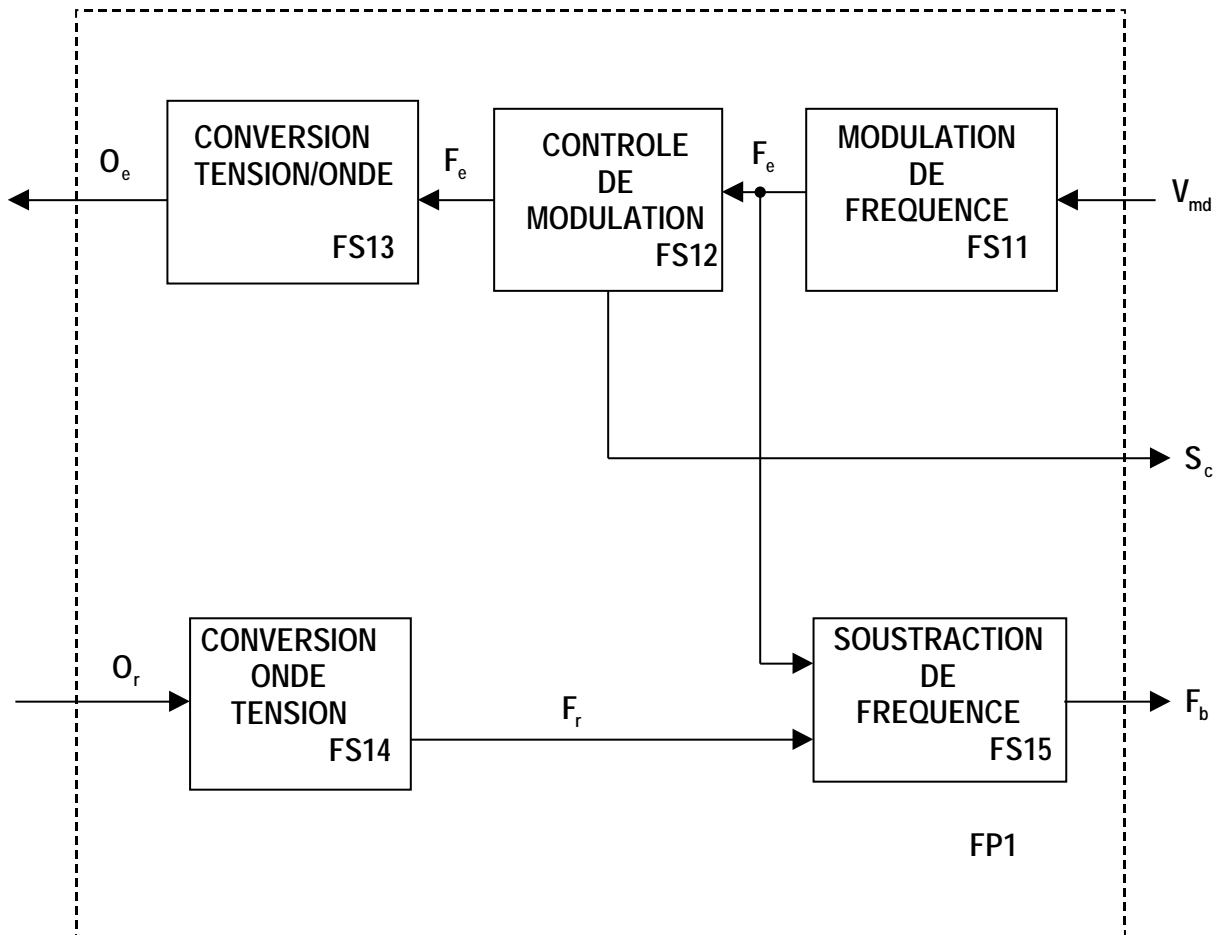 CONVERSION
TENSION/ONDE
FS13
CONTROLE
DE
MODULATION
FS12
MODULATION
DE
FREQUENCE
FS11
Oe
Fe
Fe
Vmd
Sc
CONVERSION
ONDE
TENSION
FS14
SOUSTRACTION
DE
FREQUENCE
FS15
Or
Fr
Fb
FP1